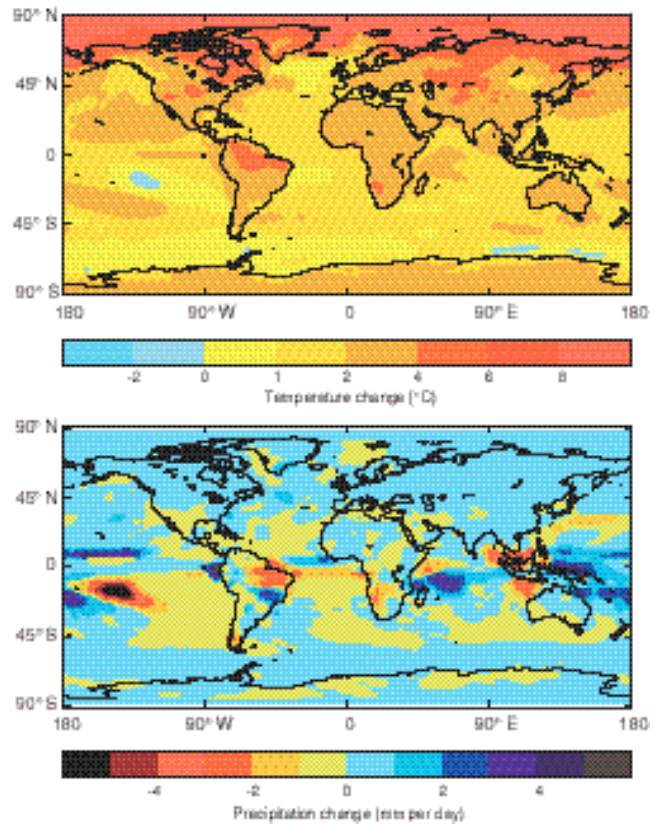 90° N
45° N
0
45° S
90° S
180 90° W 0 90° E 180
-2 0 1 2 4 6 8
Temperature change (°C)
90° N
45° N
0
45° S
90° S
180 90° W 0 90° E 180
-4 -2 0 2 4
Precipitation change (mm per day)